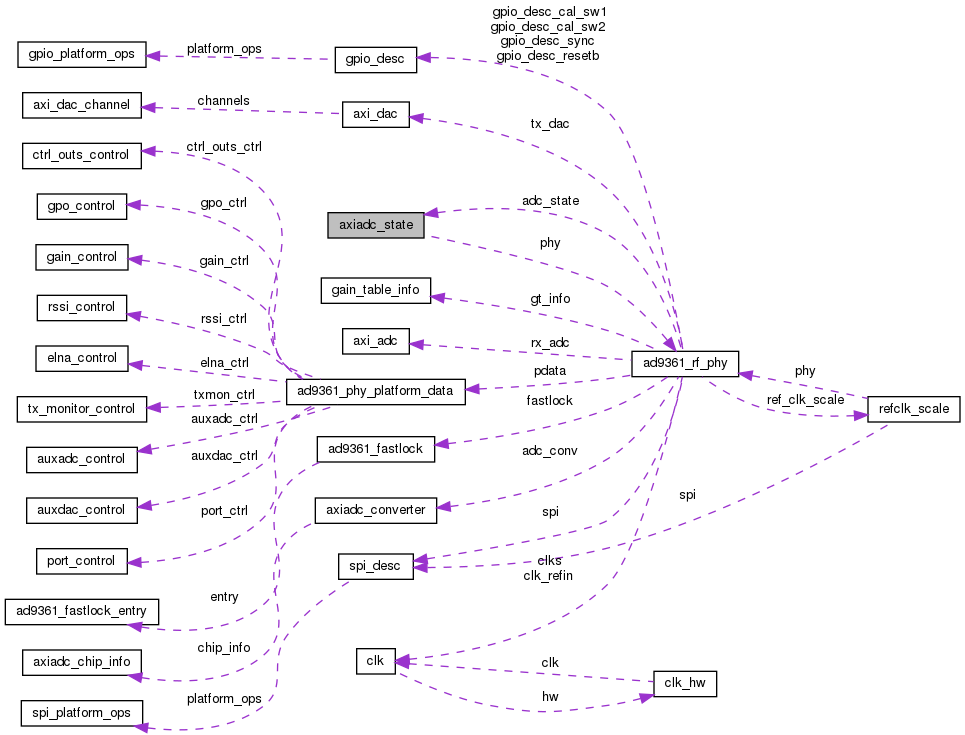 gpio_desc_cal_sw1
gpio_desc_cal_sw2
gpio_desc_sync
gpio_desc_resetb
gpio_platform_ops
platform_ops
gpio_desc
axi_dac_channel
channels
axi_dac
tx_dac
ctrl_outs_control
ctrl_outs_ctrl
gpo_control
gpo_ctrl
adc_state
axiadc_state
phy
gain_control
gain_ctrl
gain_table_info
gt_info
rssi_control
rssi_ctrl
axi_adc
rx_adc
elna_control
elna_ctrl
ad9361_rf_phy
pdata
phy
ad9361_phy_platform_data
tx_monitor_control
txmon_ctrl
fastlock
ref_clk_scale
refclk_scale
auxadc_ctrl
auxadc_control
auxdac_ctrl
ad9361_fastlock
adc_conv
auxdac_control
port_ctrl
axiadc_converter
spi
spi
port_control
spi_desc
clks
clk_refin
ad9361_fastlock_entry
entry
axiadc_chip_info
chip_info
clk
clk
hw
clk_hw
spi_platform_ops
platform_ops